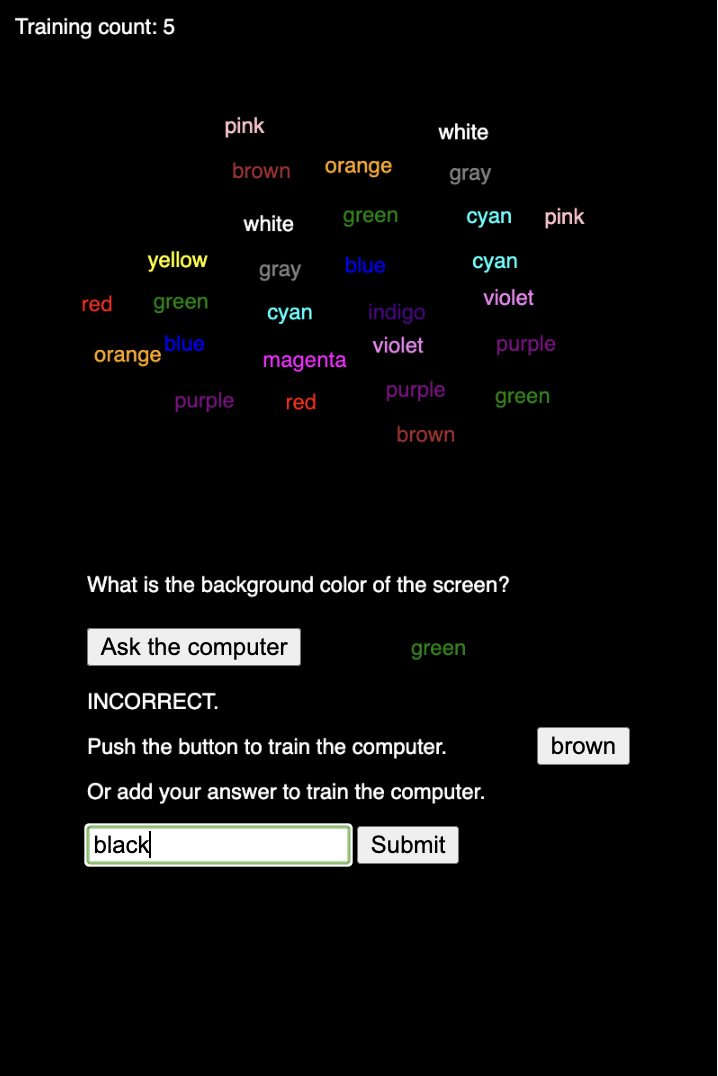 Training count: 5
pink
white
brown orange gray
white green cyan pink
yellow gray blue cyan
red green cyan indigo violet
orange blue magenta violet purple
purple red purple green
brown
What is the background color of the screen?
Ask the computer green
INCORRECT.
Push the button to train the computer. brown
Or add your answer to train the computer.
black Submit